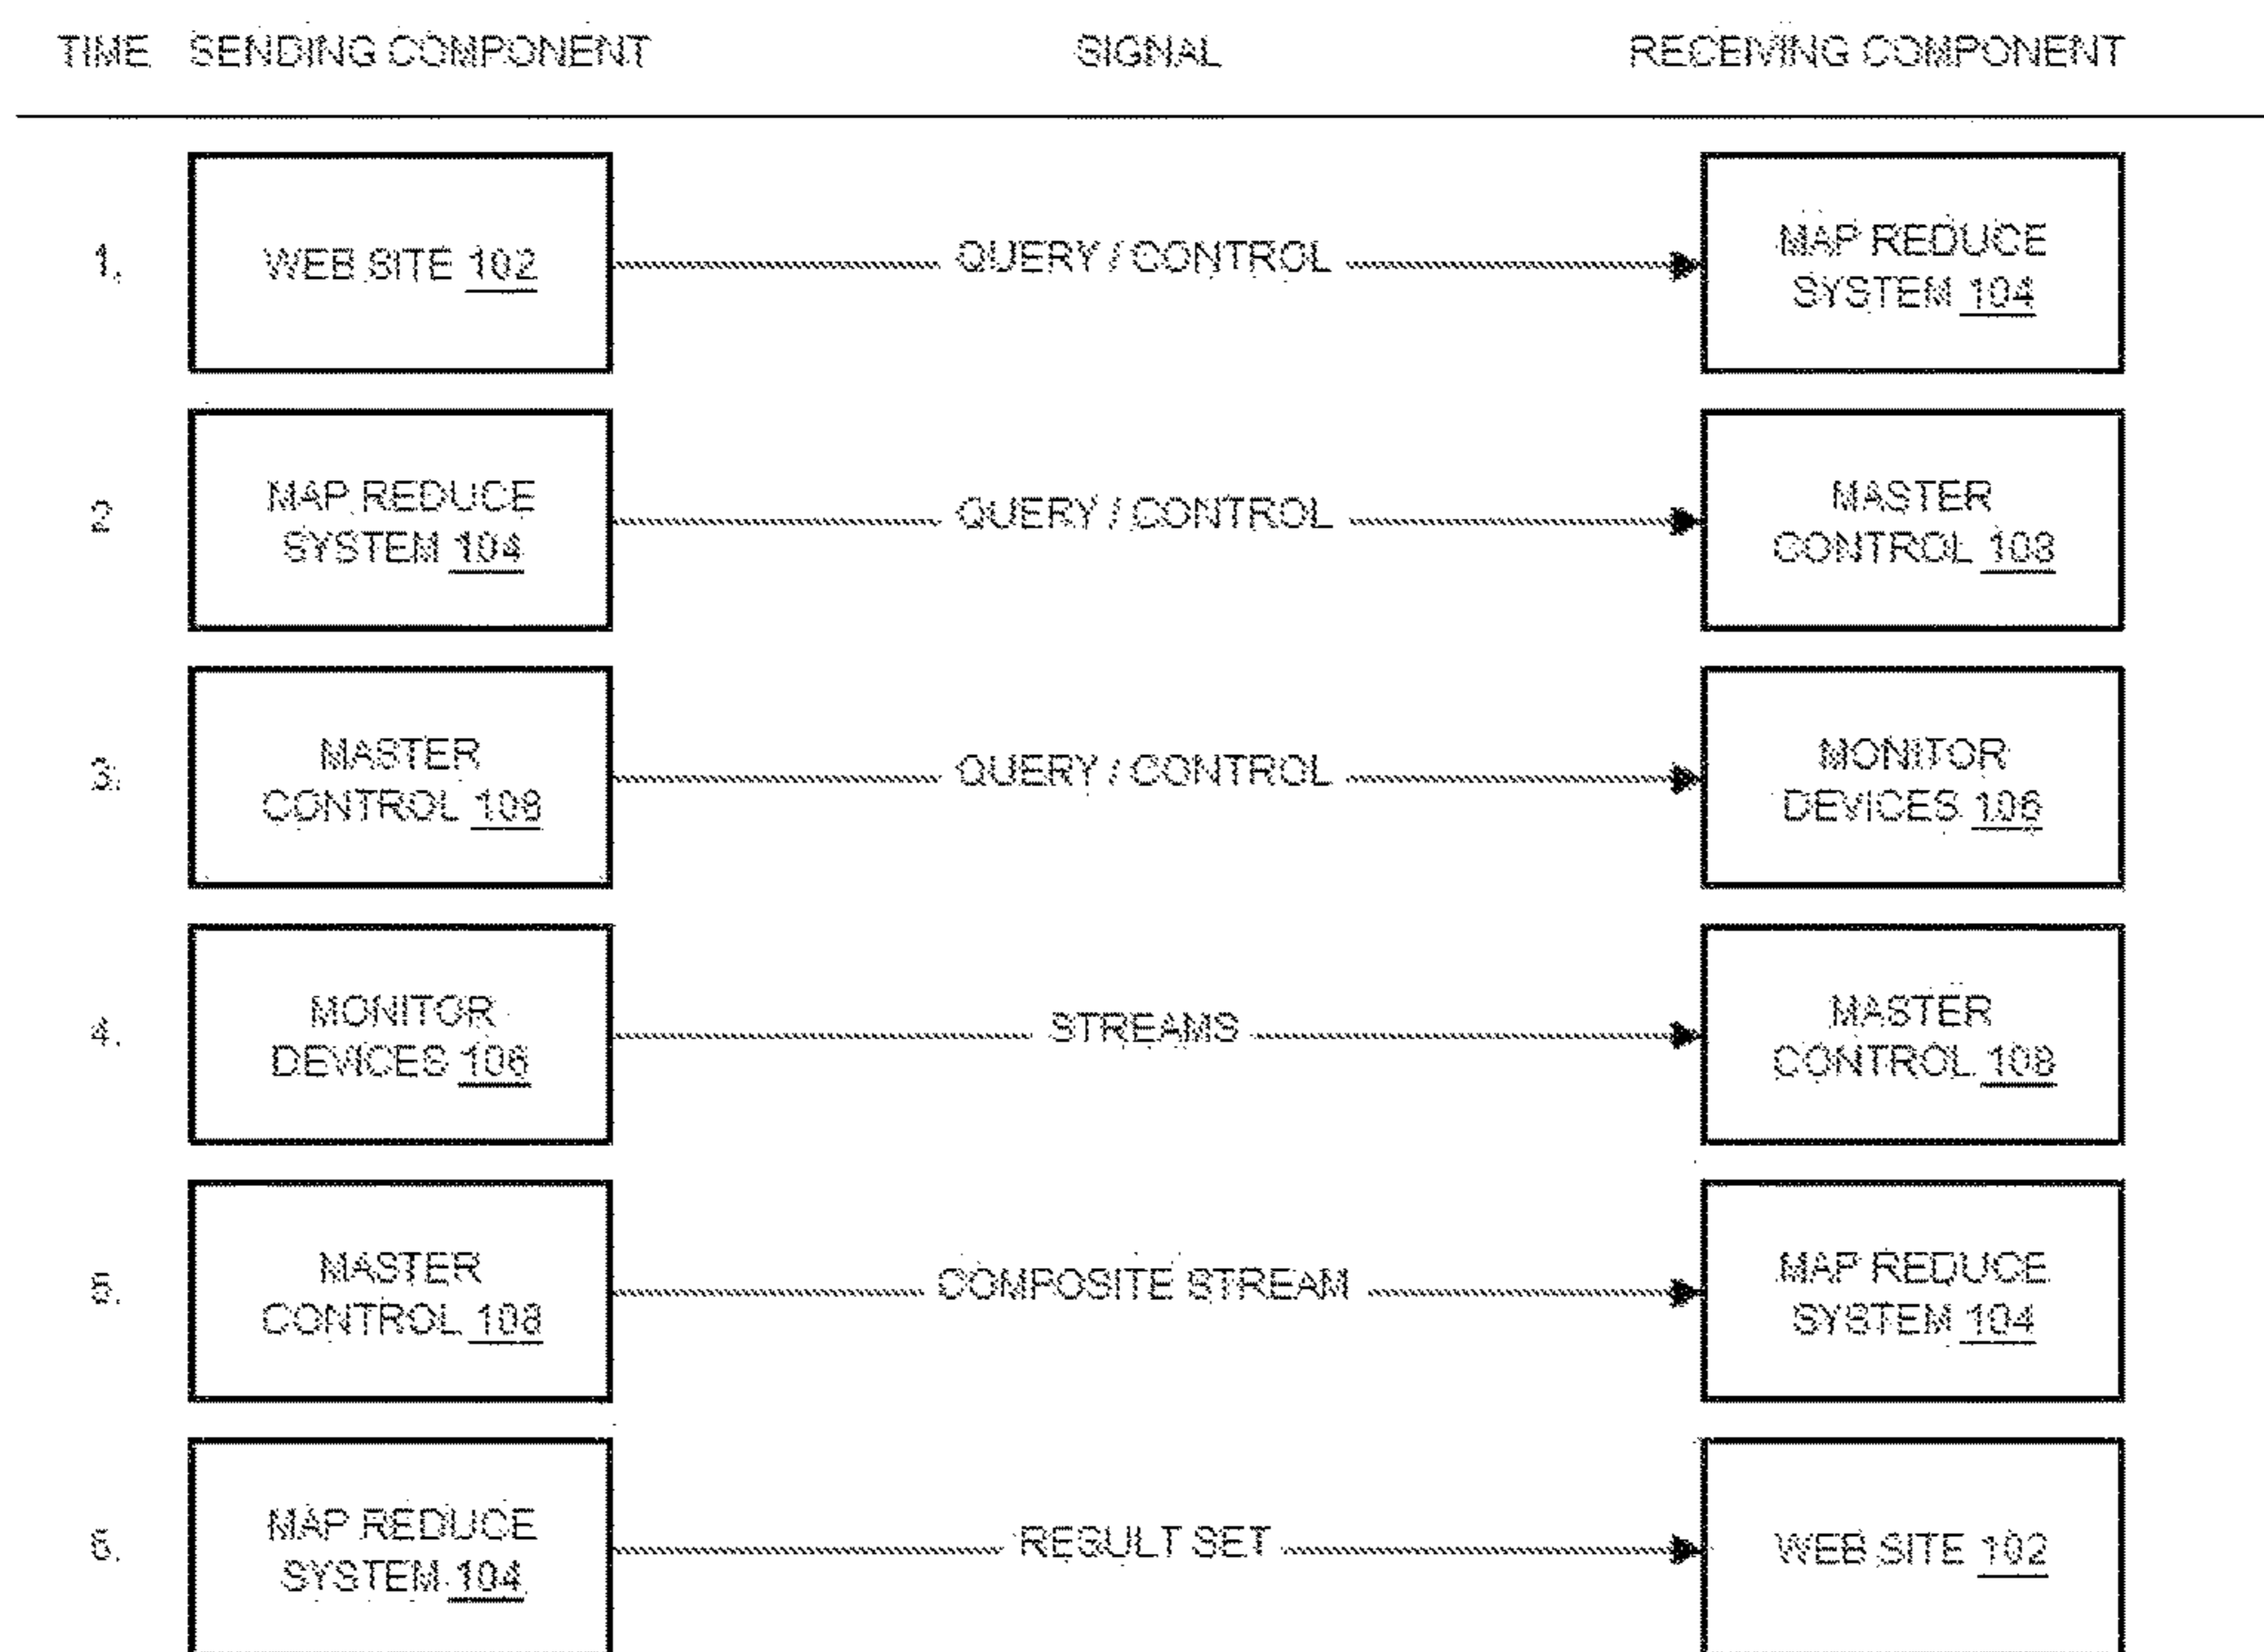 TIME SENDING COMPONENT SIGNAL RECEIVING COMPONENT
1. WEB SITE 102 QUERY / CONTROL MAP REDUCE
SYSTEM 104
2. MAP REDUCE
SYSTEM 104 QUERY / CONTROL MASTER
CONTROL 108
3. MASTER
CONTROL 108 QUERY / CONTROL MONITOR
DEVICES 106
4. MONITOR
DEVICES 106 STREAMS MASTER
CONTROL 108
5. MASTER
CONTROL 108 COMPOSITE STREAM MAP REDUCE
SYSTEM 104
6. MAP REDUCE
SYSTEM 104 RESULT SET WEB SITE 102